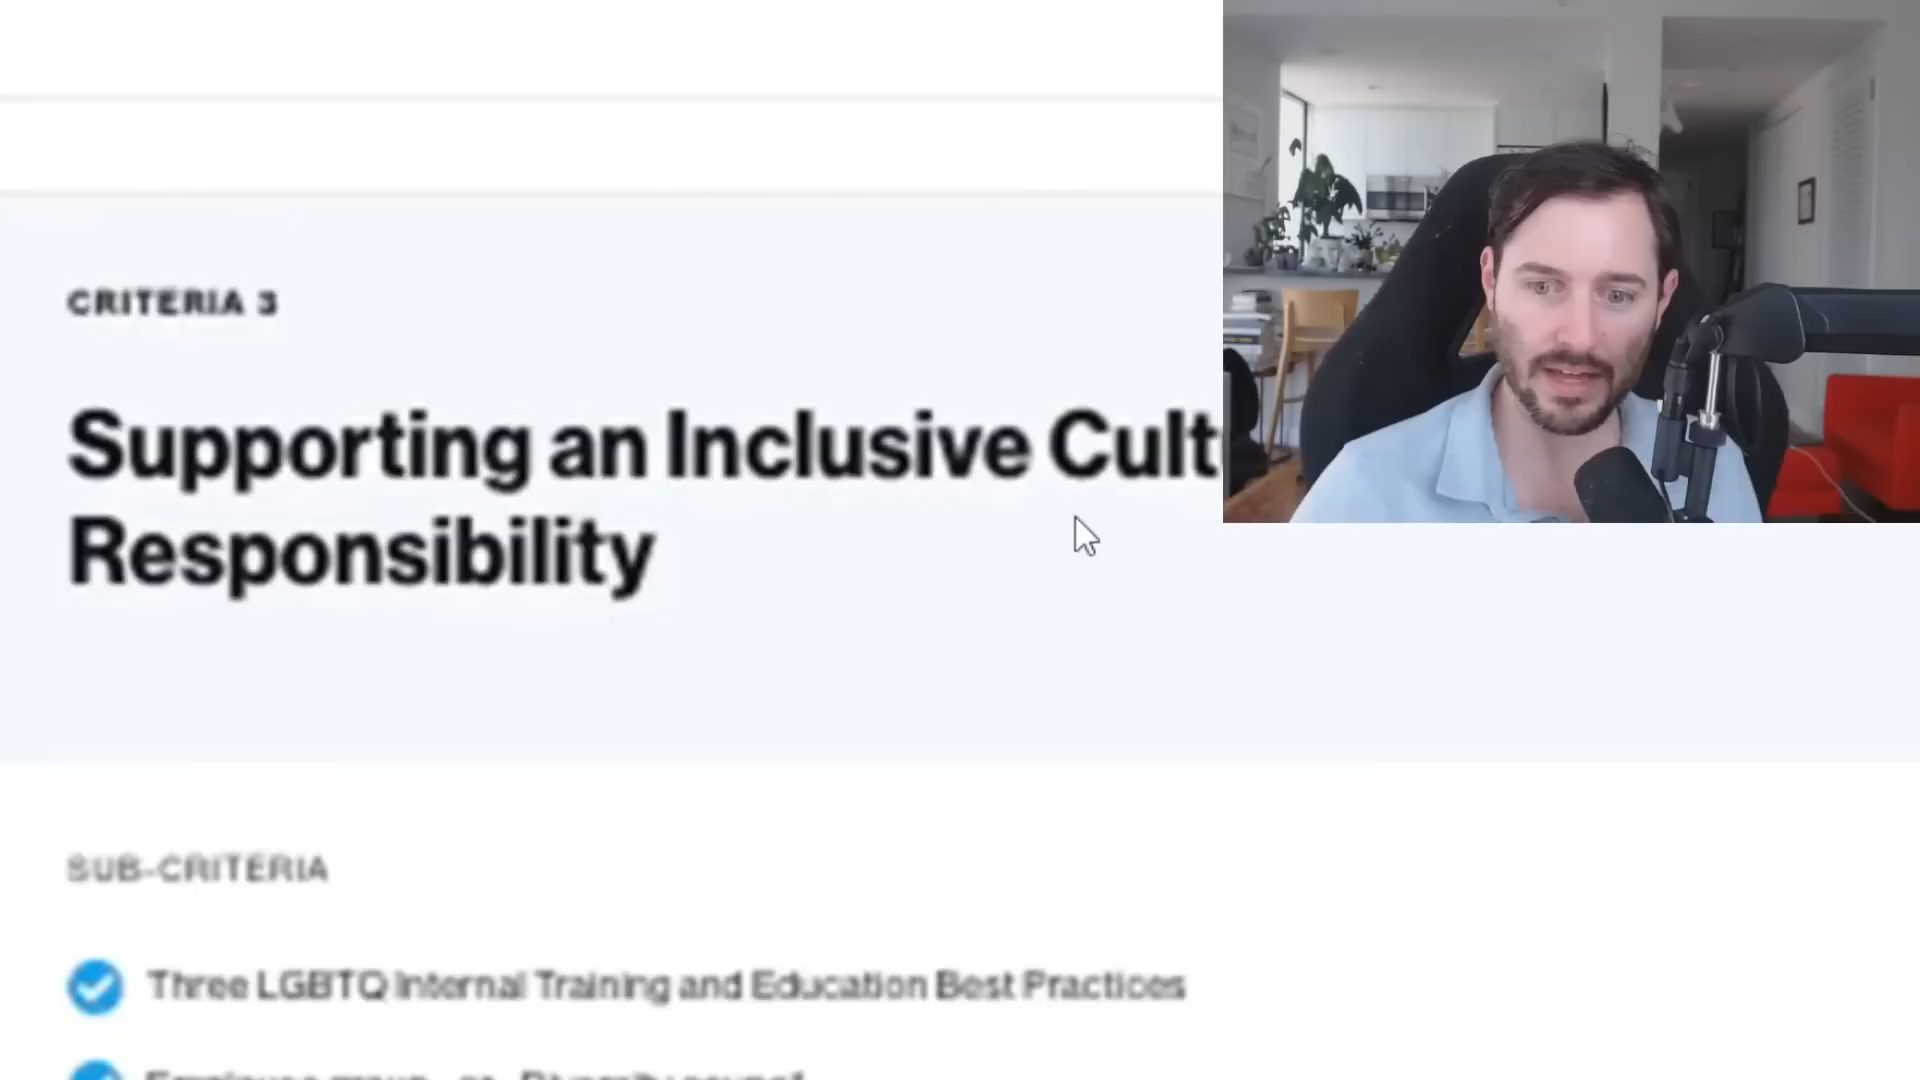 CRITERIA 3
Supporting an Inclusive Cult
Responsibility
SUB-CRITERIA
Three LGBTQ Internal Training and Education Best Practices